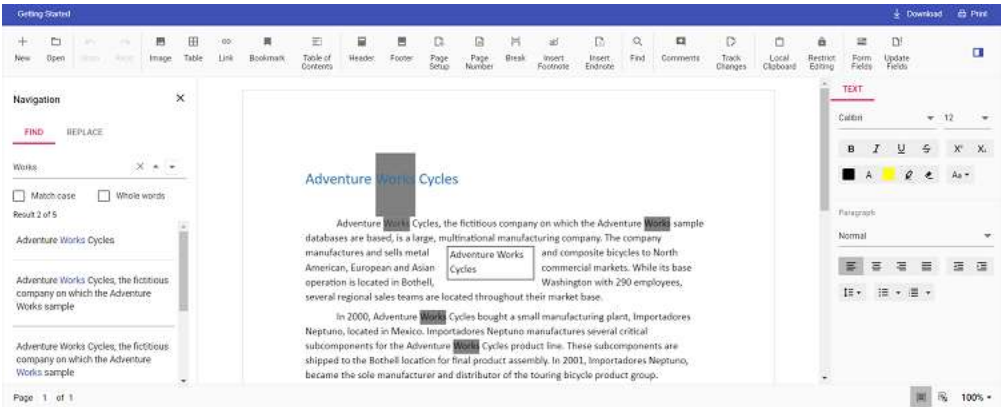 Getting Started
Download
Print
New
Open
Undo
Redo
Image
Table
Link
Bookmark
Table of
Contents
Header
Footer
Page
Setup
Page
Number
Break
Insert
Footnote
Insert
Endnote
Find
Comments
Track
Changes
Local
Clipboard
Restrict
Editing
Form
Fields
Update
Fields
Navigation
FIND REPLACE
Works
Match case Whole words
Result 2 of 5
Adventure Works Cycles
Adventure Works Cycles, the fictitious
company on which the Adventure
Works sample
Adventure Works Cycles, the fictitious
company on which the Adventure
Works sample
Adventure Works Cycles
Adventure Works Cycles, the fictitious company on which the Adventure Works sample
databases are based, is a large, multinational manufacturing company. The company
manufactures and sells metal and composite bicycles to North
American, European and Asian commercial markets. While its base
operation is located in Bothell, Washington with 290 employees,
several regional sales teams are located throughout their market base.
Adventure Works
Cycles
In 2000, Adventure Works Cycles bought a small manufacturing plant, Importadores
Neptuno, located in Mexico. Importadores Neptuno manufactures several critical
subcomponents for the Adventure Works Cycles product line. These subcomponents are
shipped to the Bothell location for final product assembly. In 2001, Importadores Neptuno,
became the sole manufacturer and distributor of the touring bicycle product group.
TEXT
Calibri 12
B I U S X² X₂
A Aa
Paragraph
Normal
Page 1 of 1
100%